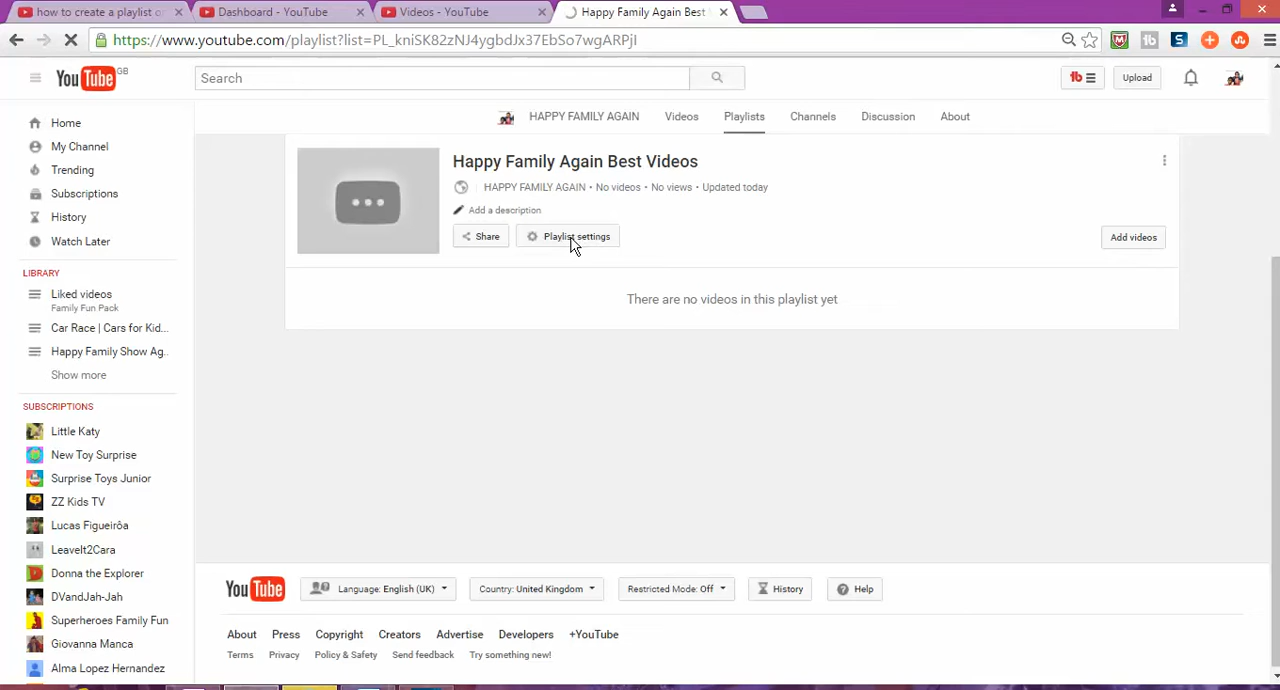 how to create a playlist or
Dashboard - YouTube
Videos - YouTube
Happy Family Again Best
https://www.youtube.com/playlist?list=PL_kniSK82zNJ4ygbdJx37EbSo7wgARPjI
YouTube GB
Search
Upload
Home
My Channel
Trending
Subscriptions
History
Watch Later
LIBRARY
Liked videos
Family Fun Pack
Car Race | Cars for Kid...
Happy Family Show Ag..
Show more
SUBSCRIPTIONS
Little Katy
New Toy Surprise
Surprise Toys Junior
ZZ Kids TV
Lucas Figueirôa
LeaveIt2Cara
Donna the Explorer
DVandJah-Jah
Superheroes Family Fun
Giovanna Manca
Alma Lopez Hernandez
HAPPY FAMILY AGAIN Videos Playlists Channels Discussion About
Happy Family Again Best Videos
HAPPY FAMILY AGAIN • No videos • No views • Updated today
Add a description
Share Playlist settings
Add videos
There are no videos in this playlist yet
YouTube Language: English (UK) Country: United Kingdom Restricted Mode: Off History Help
About Press Copyright Creators Advertise Developers +YouTube
Terms Privacy Policy & Safety Send feedback Try something new!